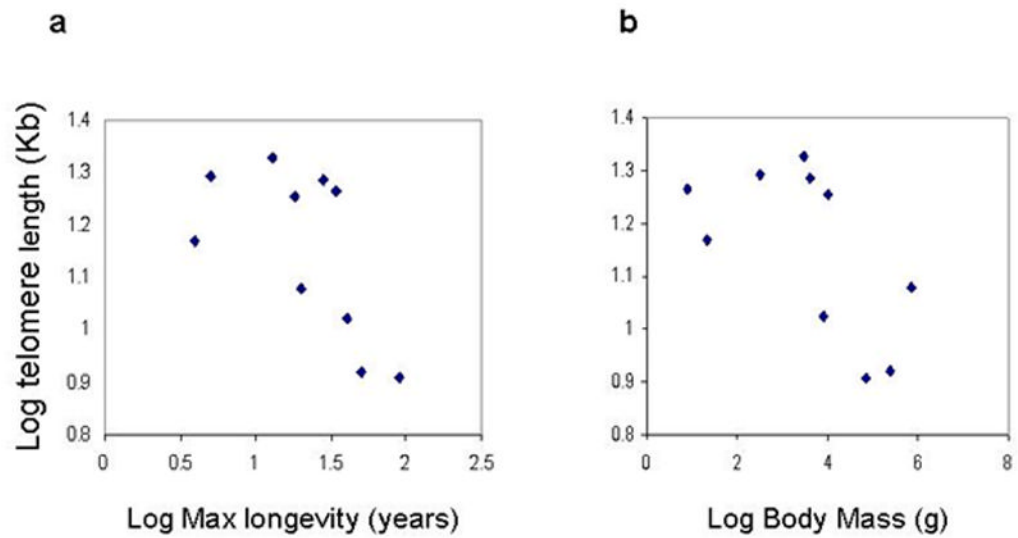 a
b
Log telomere length (Kb)
1.4
1.3
1.2
1.1
1
0.9
0.8
0 0.5 1 1.5 2 2.5
Log Max longevity (years)
1.4
1.3
1.2
1.1
1
0.9
0.8
0 2 4 6 8
Log Body Mass (g)